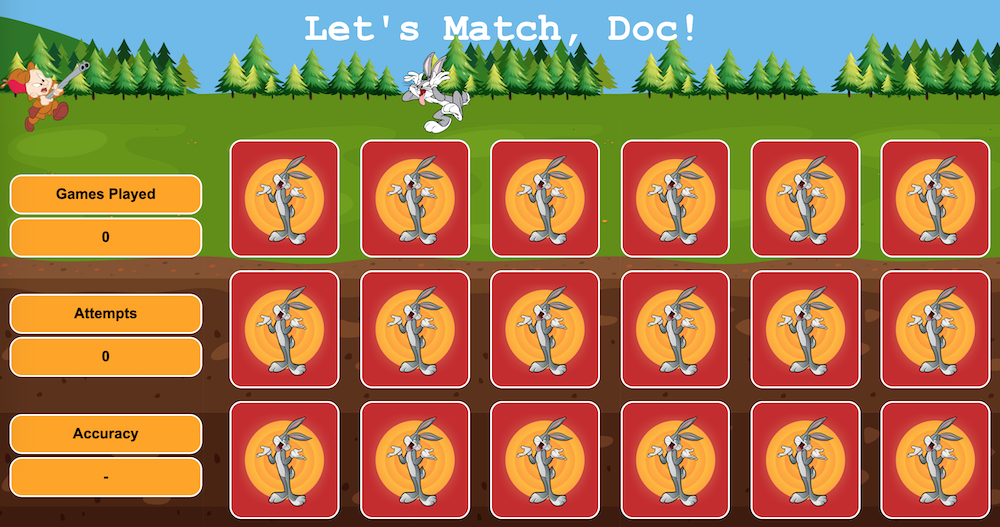 Let's Match, Doc!
Games Played
0
Attempts
0
Accuracy
-